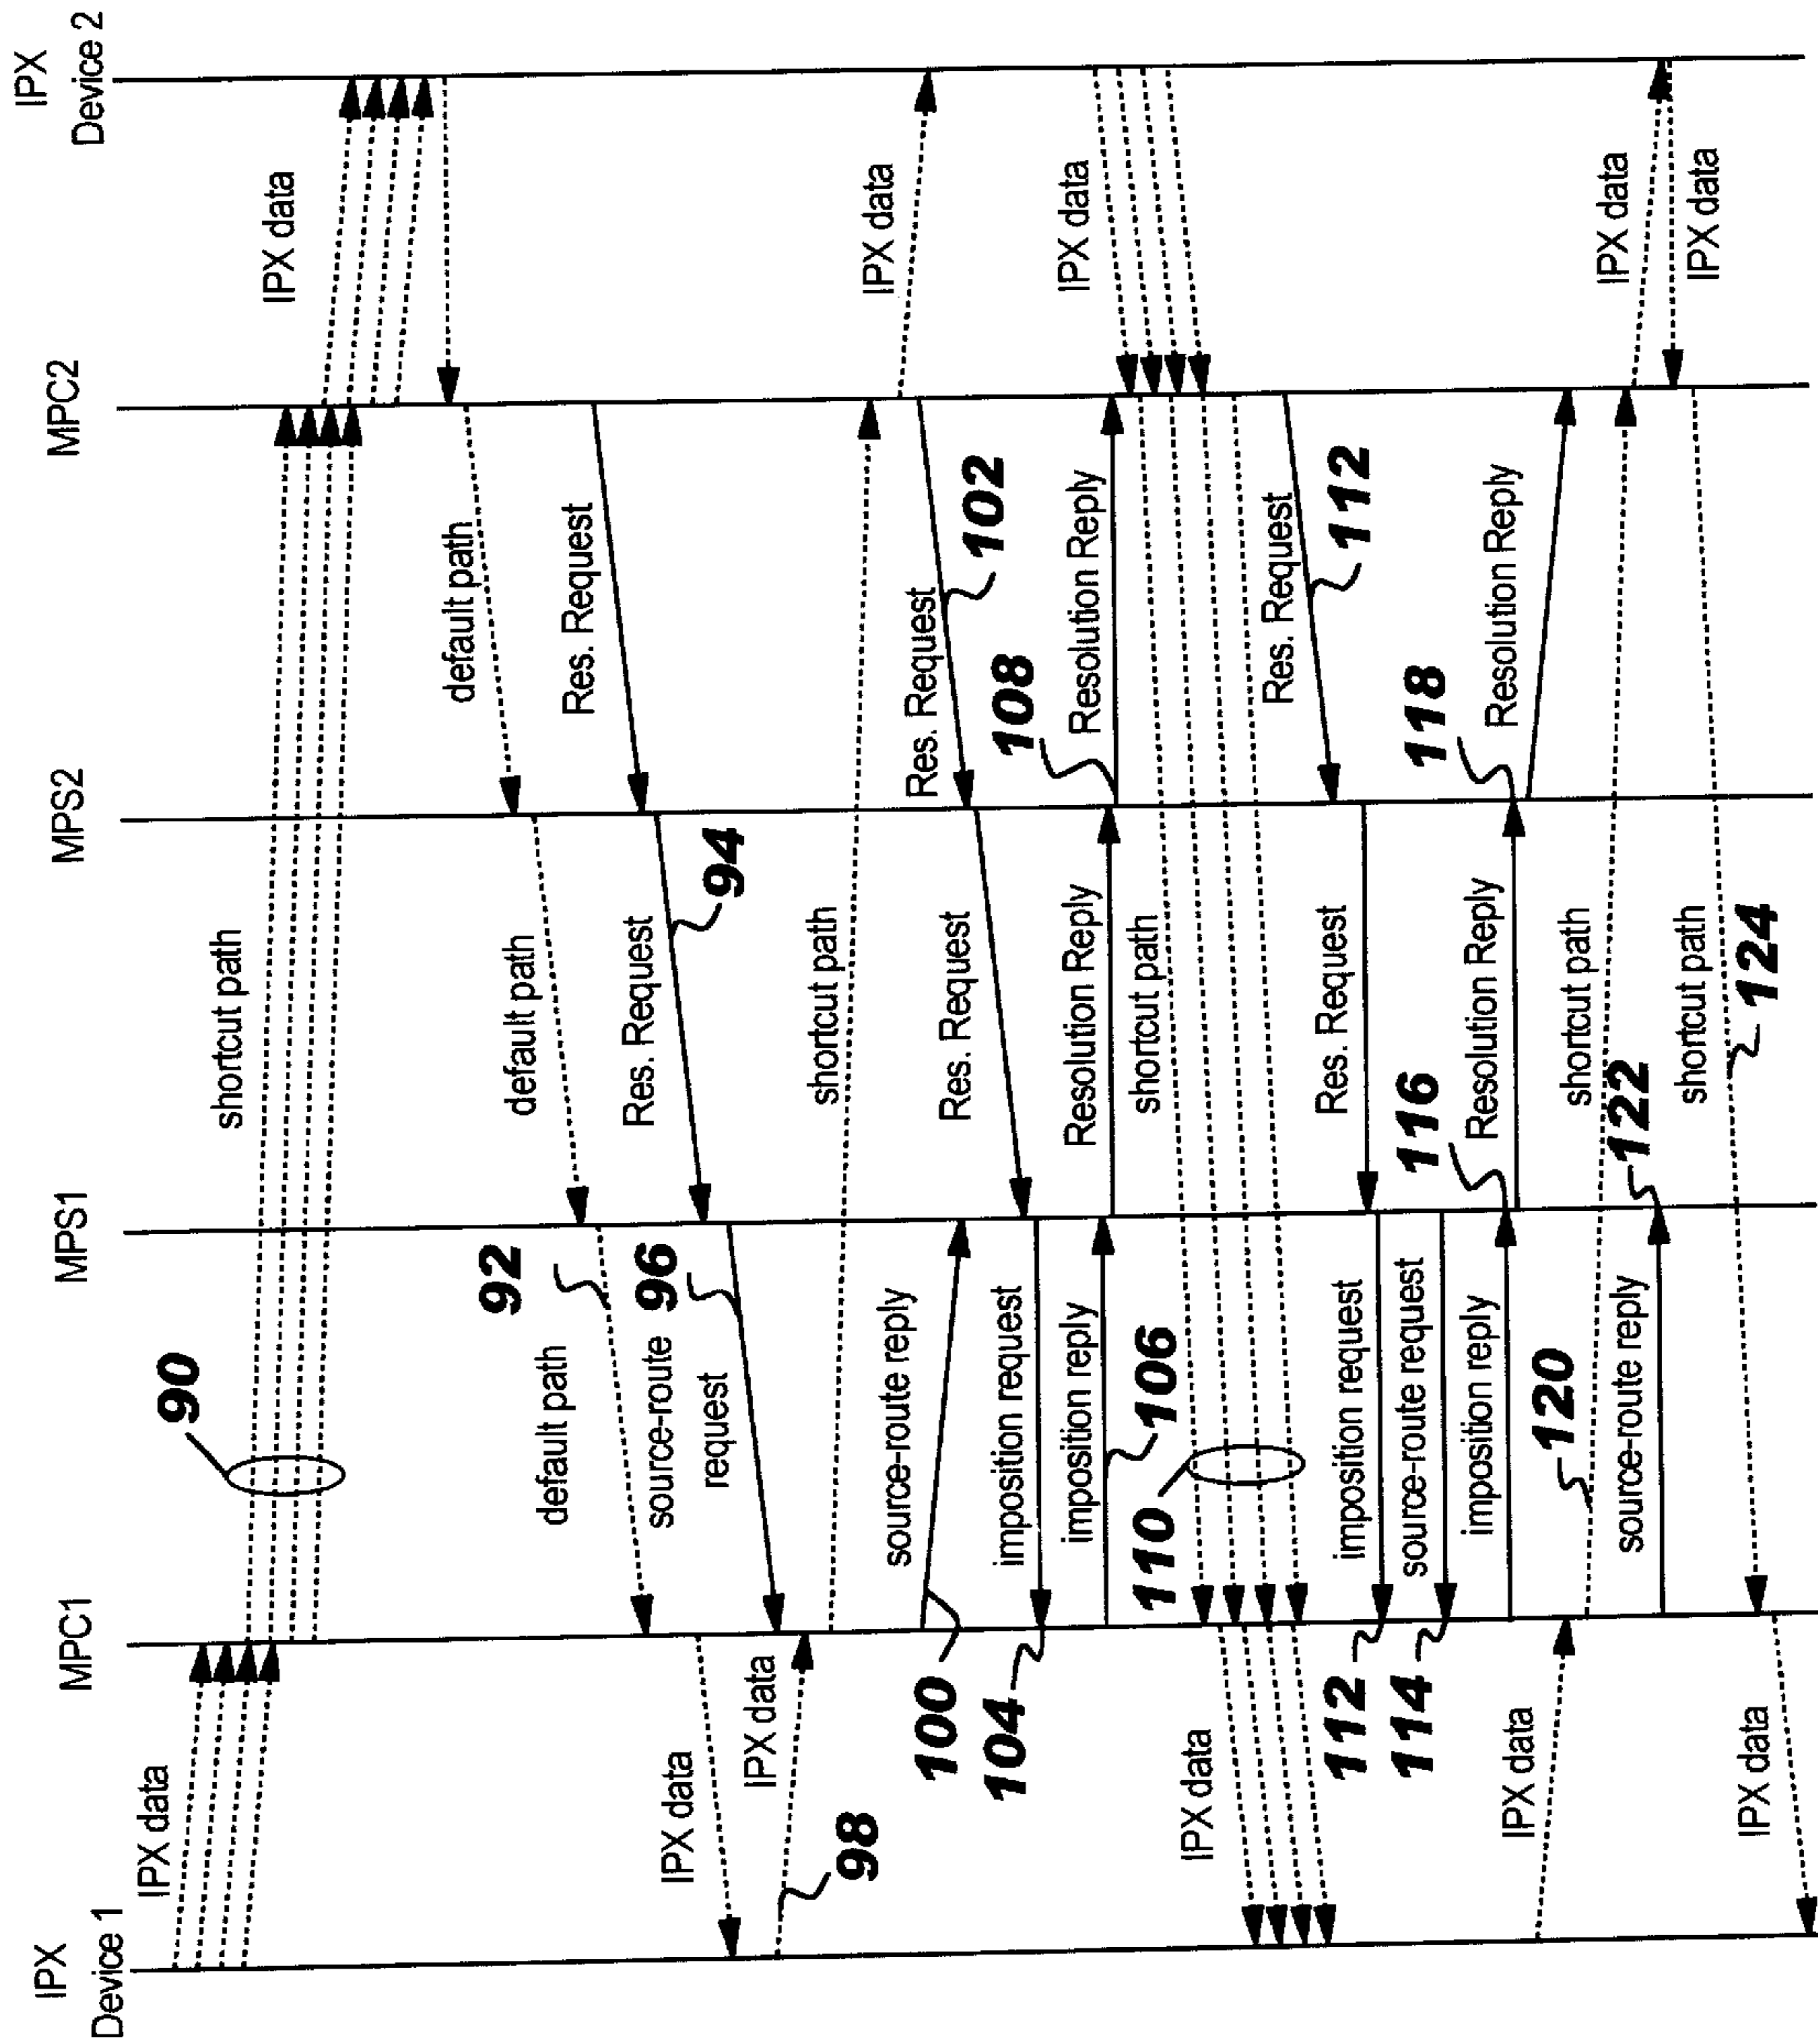 IPX
Device 1
MPC1
MPS1
MPS2
MPC2
IPX
Device 2
IPX data
90
shortcut path
IPX data
default path
default path
92
default path
IPX data
Res. Request
Res. Request
94
source-route
request
96
IPX data
98
shortcut path
IPX data
source-route reply
100
Res. Request
102
Res. Request
imposition request
104
imposition reply
106
Resolution Reply
108
Resolution Reply
IPX data
shortcut path
110
IPX data
Res. Request
112
Res. Request
imposition request
112
source-route request
114
imposition reply
116
Resolution Reply
118
Resolution Reply
IPX data
120
shortcut path
IPX data
source-route reply
122
IPX data
shortcut path
124
IPX data